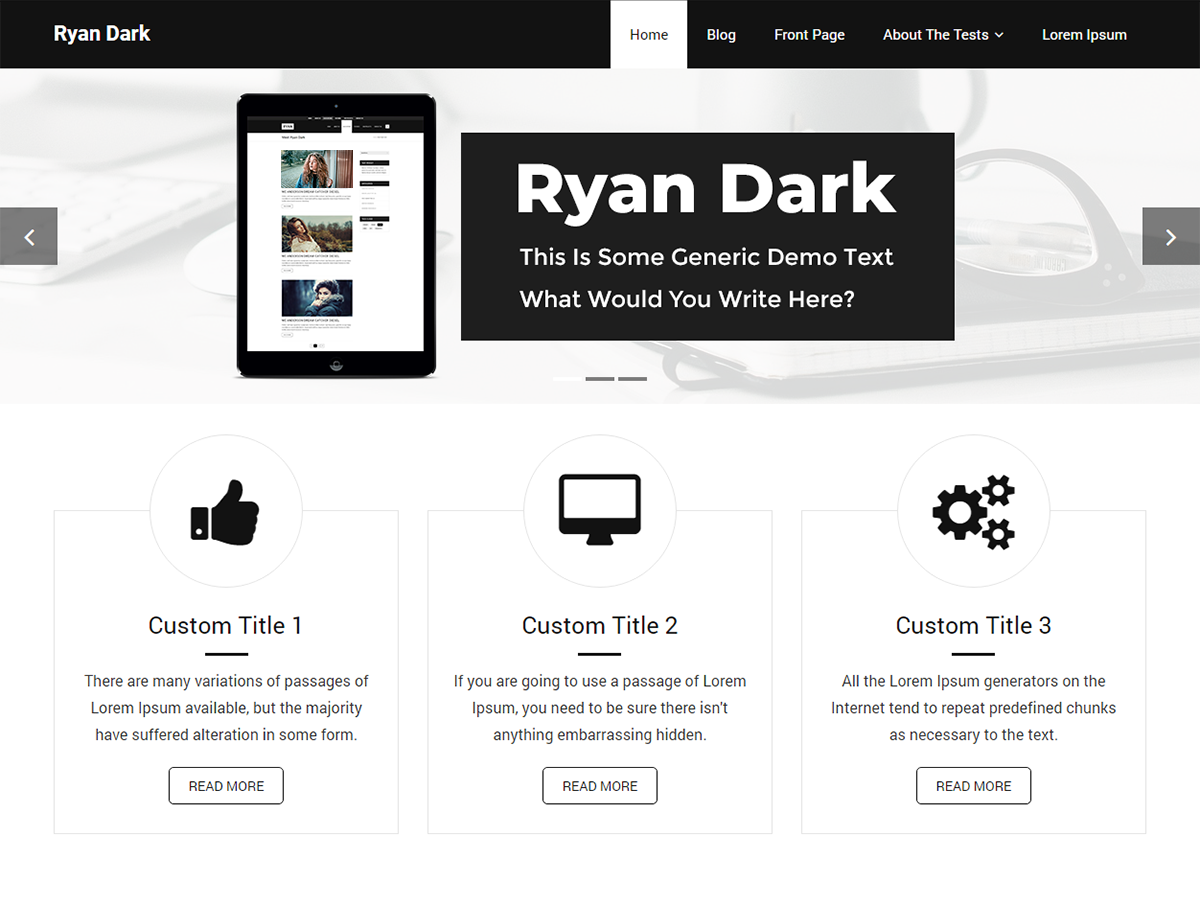 Ryan Dark
Home
Blog
Front Page
About The Tests
Lorem Ipsum
Ryan Dark
This Is Some Generic Demo Text
What Would You Write Here?
Custom Title 1
There are many variations of passages of
Lorem Ipsum available, but the majority
have suffered alteration in some form.
READ MORE
Custom Title 2
If you are going to use a passage of Lorem
Ipsum, you need to be sure there isn't
anything embarrassing hidden.
READ MORE
Custom Title 3
All the Lorem Ipsum generators on the
Internet tend to repeat predefined chunks
as necessary to the text.
READ MORE